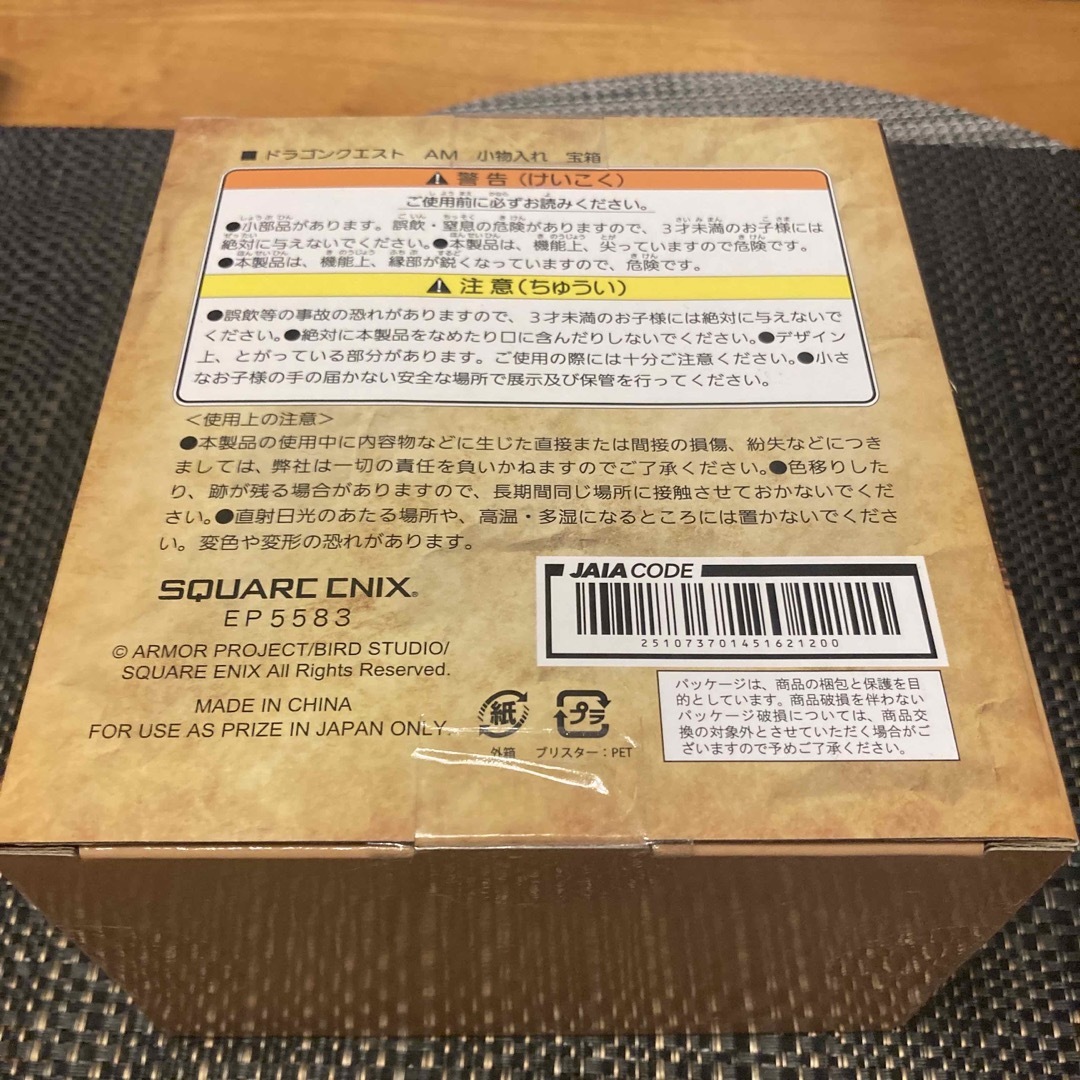 ■ ドラゴンクエスト AM 小物入れ 宝箱
⚠ 警告(けいこく)
ご使用前に必ずお読みください。
●小部品があります。誤飲・窒息の危険がありますので、3才未満のお子様には
絶対に与えないでください。●本製品は、機能上、尖っていますので危険です。
●本製品は、機能上、縁部が鋭くなっていますので、危険です。
⚠ 注意(ちゅうい)
●誤飲等の事故の恐れがありますので、3才未満のお子様には絶対に与えないで
ください。●絶対に本製品をなめたり口に含んだりしないでください。●デザイン
上、とがっている部分があります。ご使用の際には十分ご注意ください。●小さ
なお子様の手の届かない安全な場所で展示及び保管を行ってください。
<使用上の注意>
●本製品の使用中に内容物などに生じた直接または間接の損傷、紛失などにつき
ましては、弊社は一切の責任を負いかねますのでご了承ください。●色移りした
り、跡が残る場合がありますので、長期間同じ場所に接触させておかないでくだ
さい。●直射日光のあたる場所や、高温・多湿になるところには置かないでくださ
い。変色や変形の恐れがあります。
SQUARE ENIX®
EP5583
© ARMOR PROJECT/BIRD STUDIO/
SQUARE ENIX All Rights Reserved.
MADE IN CHINA
FOR USE AS PRIZE IN JAPAN ONLY.
JAIA CODE
251073701451621200
紙
外箱
プラ
ブリスター:PET
パッケージは、商品の梱包と保護を目
的としています。商品破損を伴わない
パッケージ破損については、商品交
換の対象外とさせていただく場合がご
ざいますので予めご了承ください。